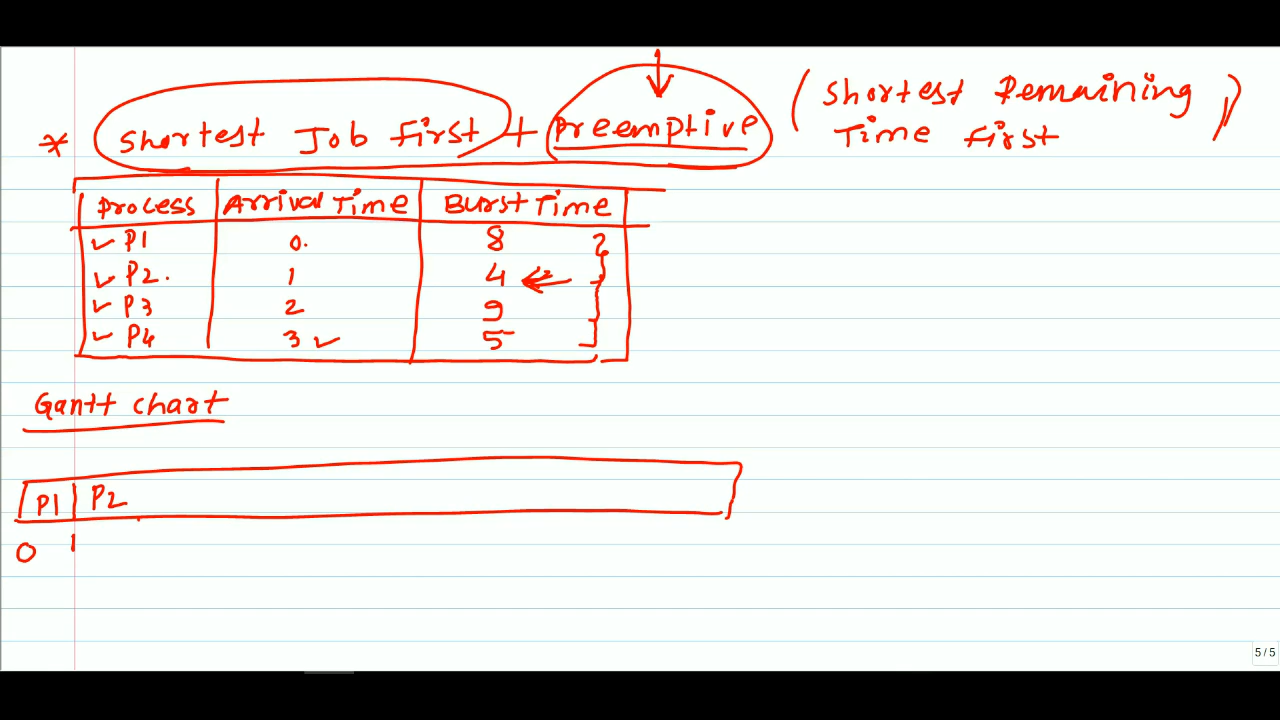 * Shortest Job First + Preemptive (Shortest Remaining
Time First)
Process Arrival Time Burst Time
✓ P1 0. 8
✓ P2. 1 4
✓ P3 2 9
✓ P4 3 ✓ 5
Gantt chart
P1 P2
0 1
5 / 5